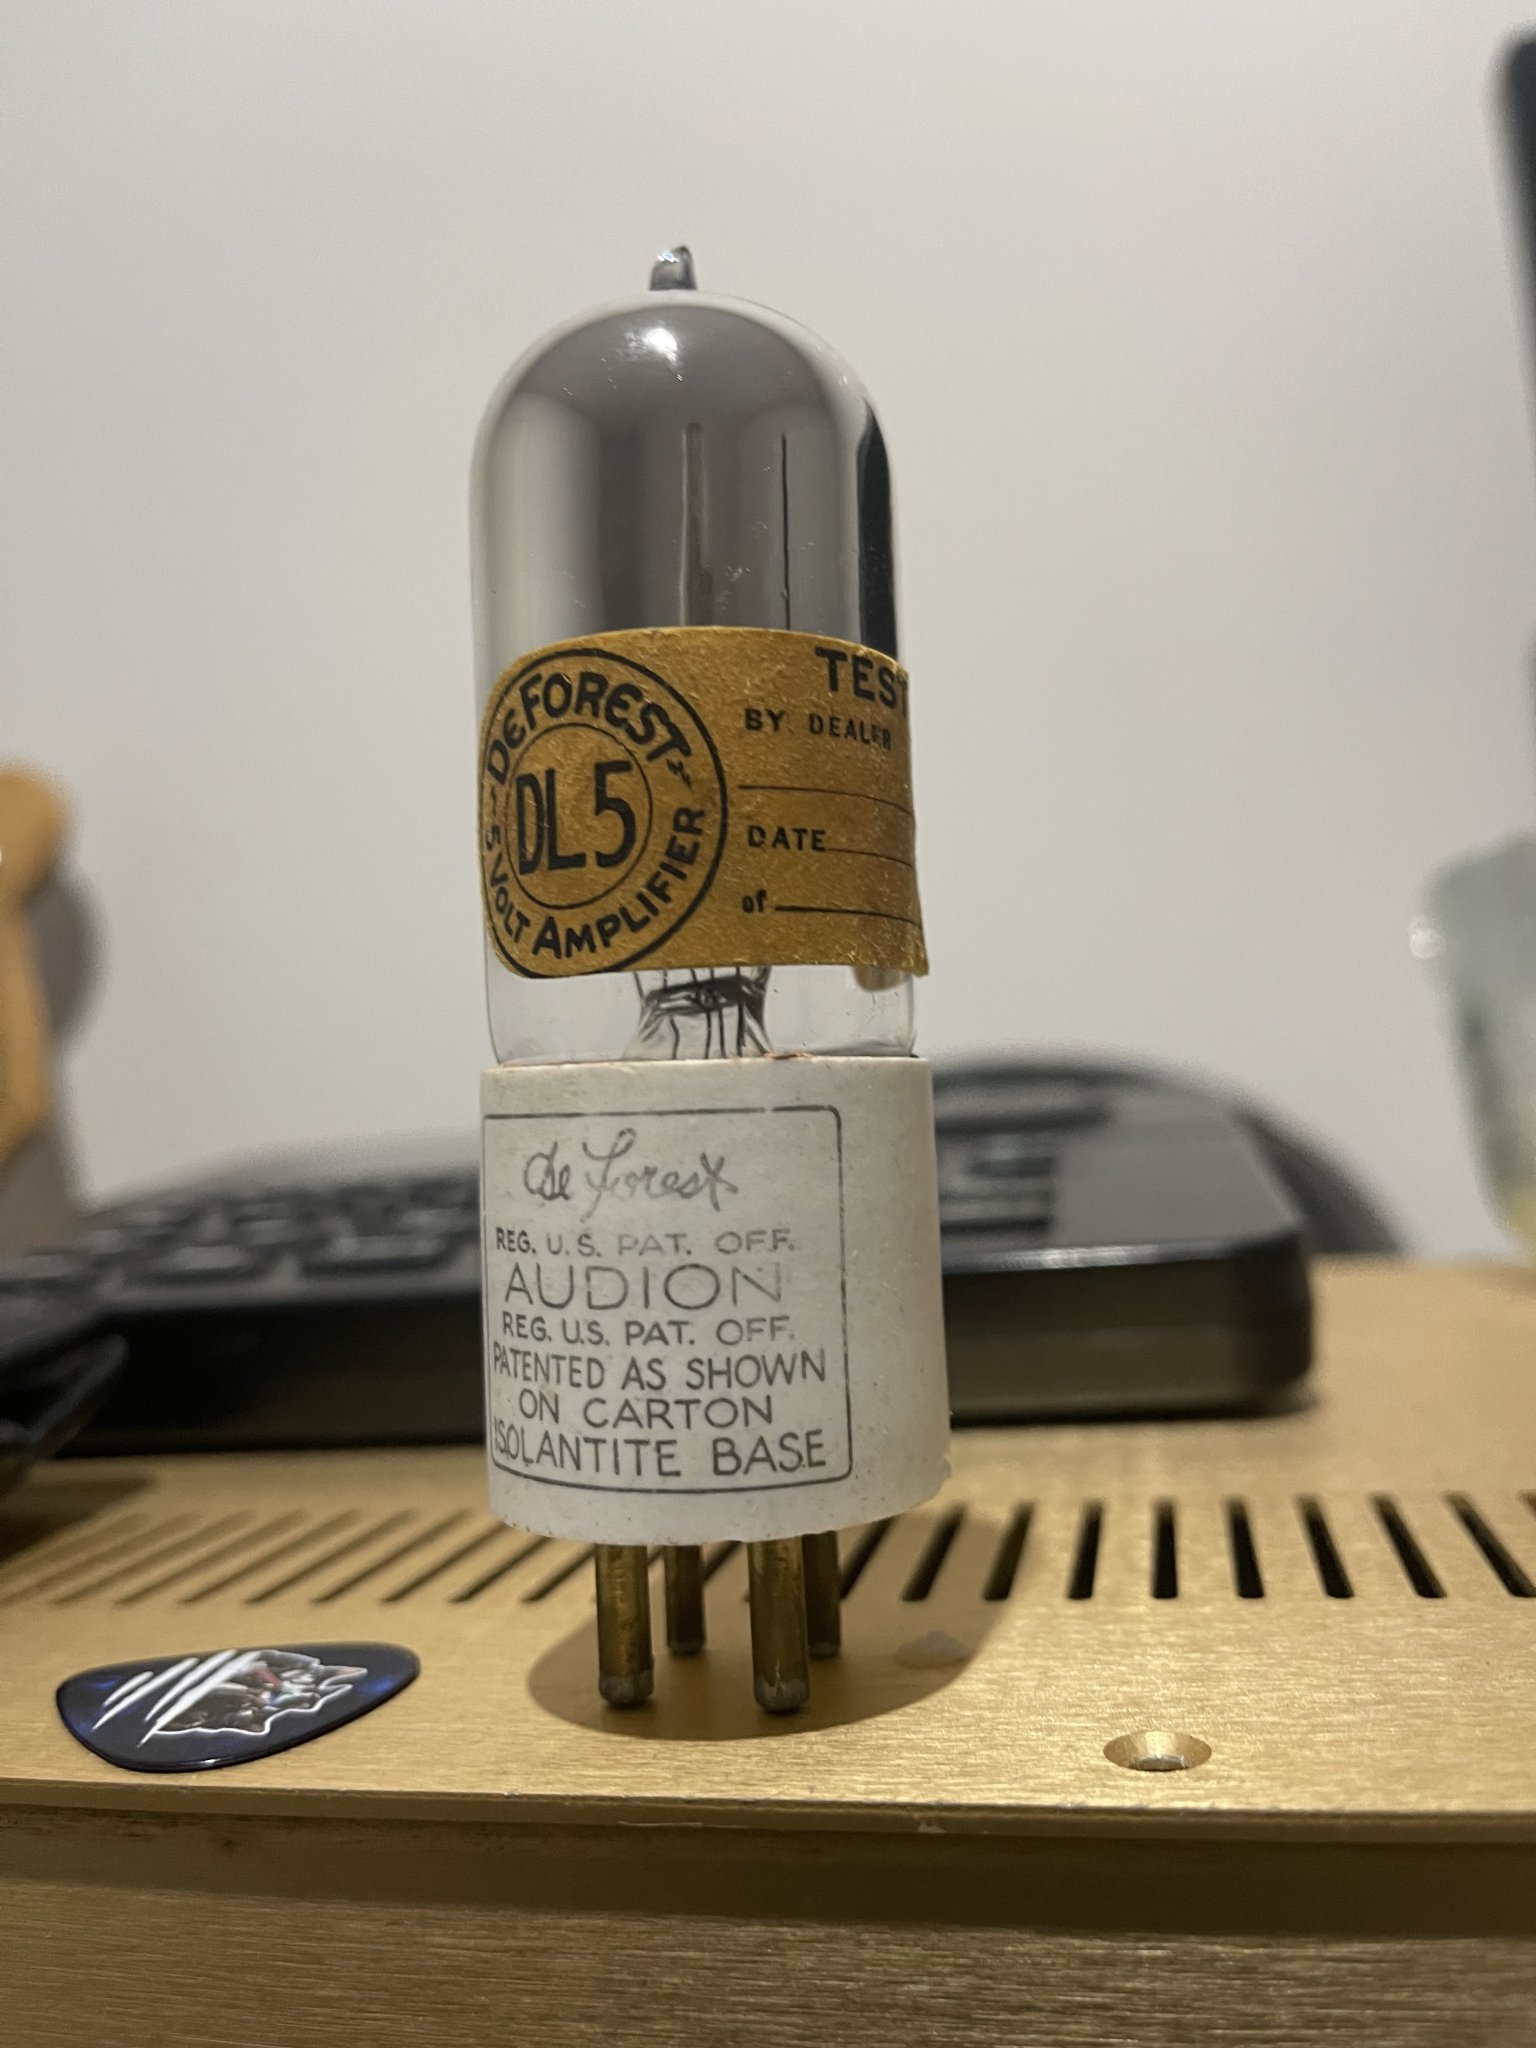 DEFOREST
DL5
5 VOLT AMPLIFIER
TEST
BY DEALER
DATE
of
de Forest
REG. U.S. PAT. OFF.
AUDION
REG. U.S. PAT. OFF.
PATENTED AS SHOWN
ON CARTON
ISOLANTITE BASE